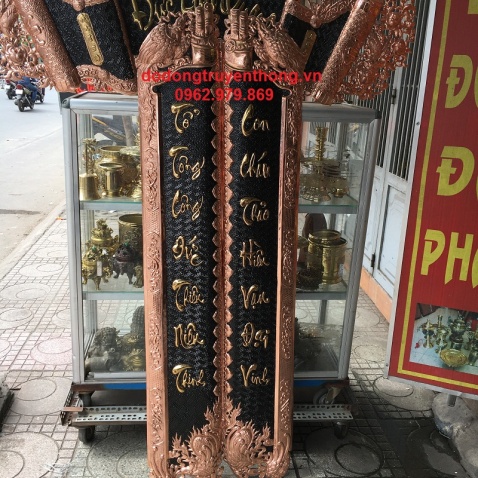 dodongtruyenthong.vn
0962.979.869
Tổ
Tông
Công
Đức
Thiên
Niên
Thịnh
Con
Cháu
Thảo
Hiền
Vạn
Đại
Vinh